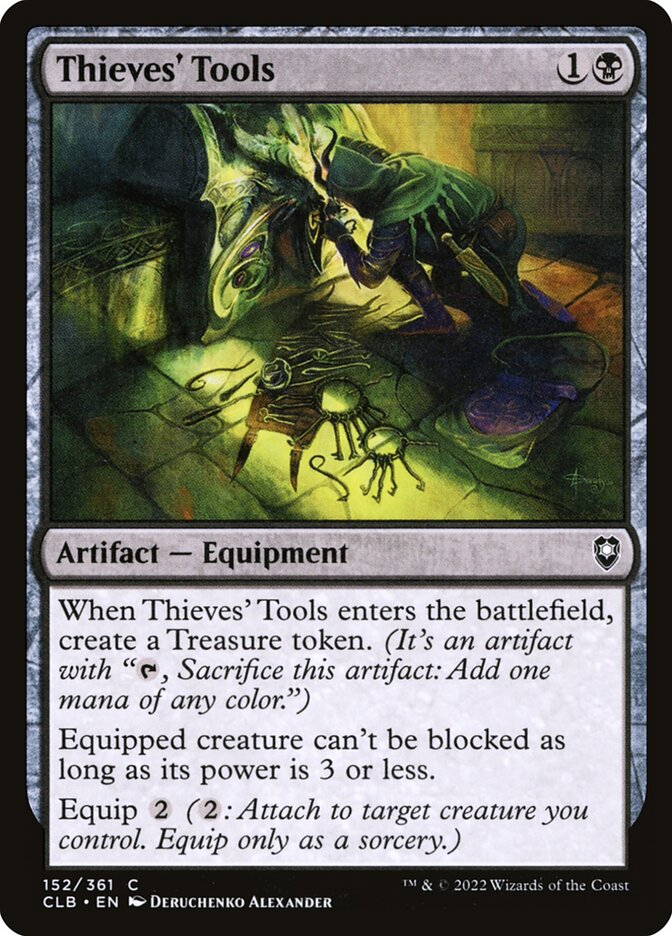 Thieves' Tools 1
When Thieves' Tools enters the battlefield,
create a Treasure token. (It's an artifact
with “, Sacrifice this artifact: Add one
mana of any color.”)
Equipped creature can't be blocked as
long as its power is 3 or less.
Equip 2 (2: Attach to target creature you
control. Equip only as a sorcery.)
152/361 C
CLB • EN Deruchenko Alexander
™ & © 2022 Wizards of the Coast